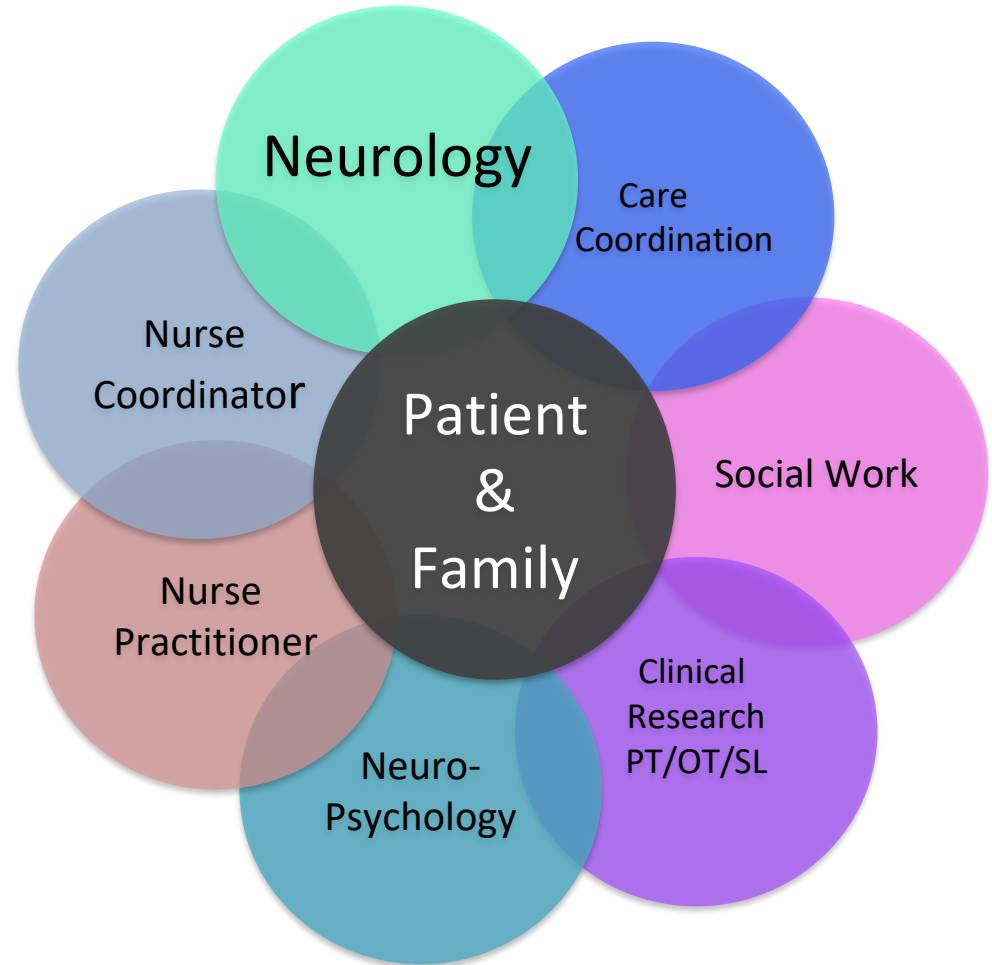 Neurology
Care
Coordination
Nurse
Coordinator
Patient
&
Family
Social Work
Nurse
Practitioner
Clinical
Research
PT/OT/SL
Neuro-
Psychology